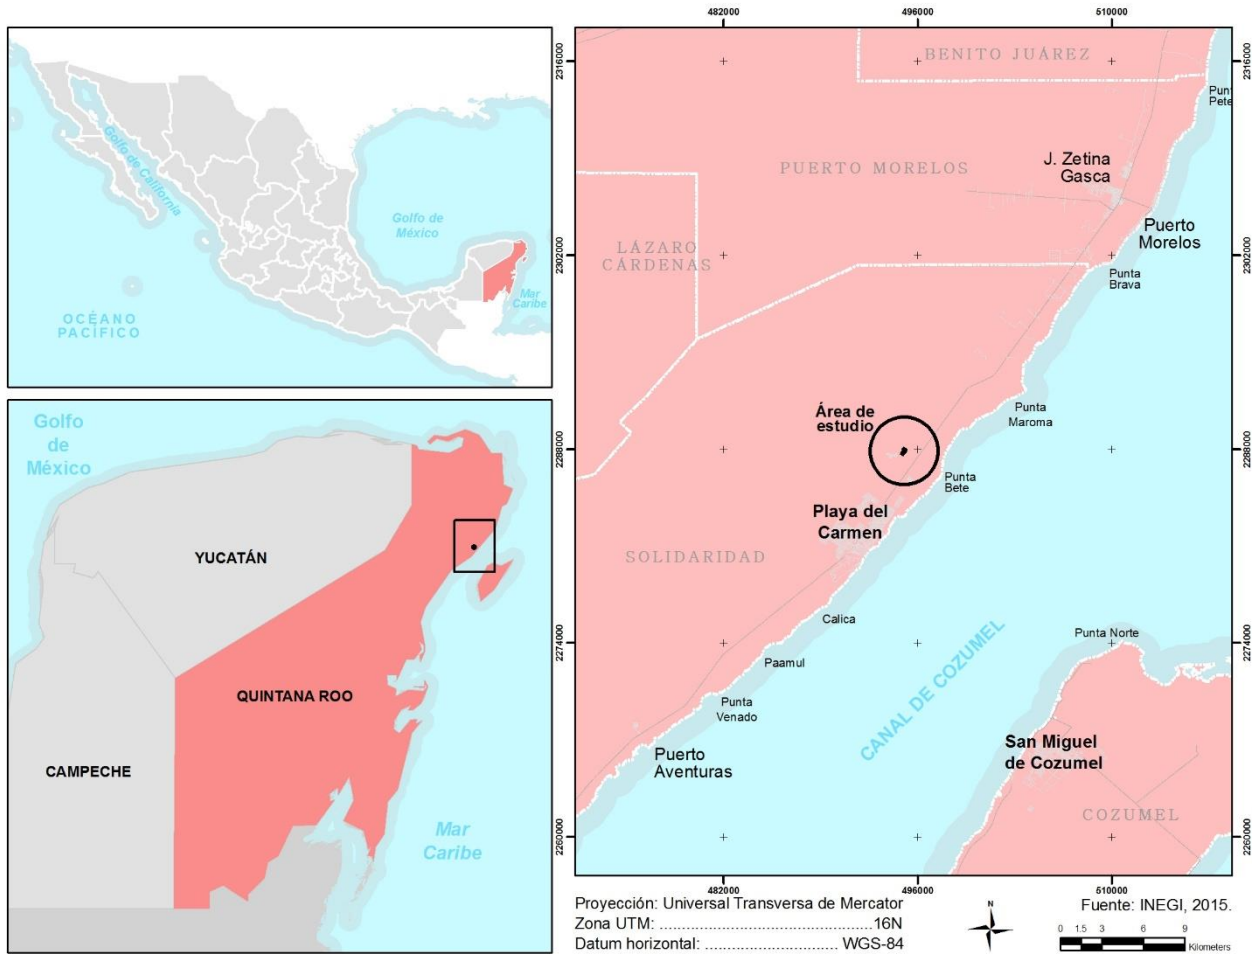 Golfo de California
Golfo de
México
Mar
Caribe
OCÉANO
PACÍFICO
Golfo
de
México
YUCATÁN
QUINTANA ROO
CAMPECHE
Mar
Caribe
482000
496000
510000
2316000
2316000
BENITO JUÁREZ
Punt
Pete
J. Zetina
Gasca
PUERTO MORELOS
Puerto
Morelos
LÁZARO
CÁRDENAS
2302000
2302000
Punta
Brava
Área de
estudio
Punta
Maroma
2288000
2288000
Punta
Bete
Playa del
Carmen
SOLIDARIDAD
Calica
Punta Norte
2274000
2274000
Paamul
CANAL DE COZUMEL
Punta
Venado
San Miguel
de Cozumel
Puerto
Aventuras
COZUMEL
2260000
2260000
482000
496000
510000
Proyección: Universal Transversa de Mercator
Zona UTM: ........................................16N
Datum horizontal: ........................ WGS-84
N
Fuente: INEGI, 2015.
0 1.5 3 6 9
Kilometers